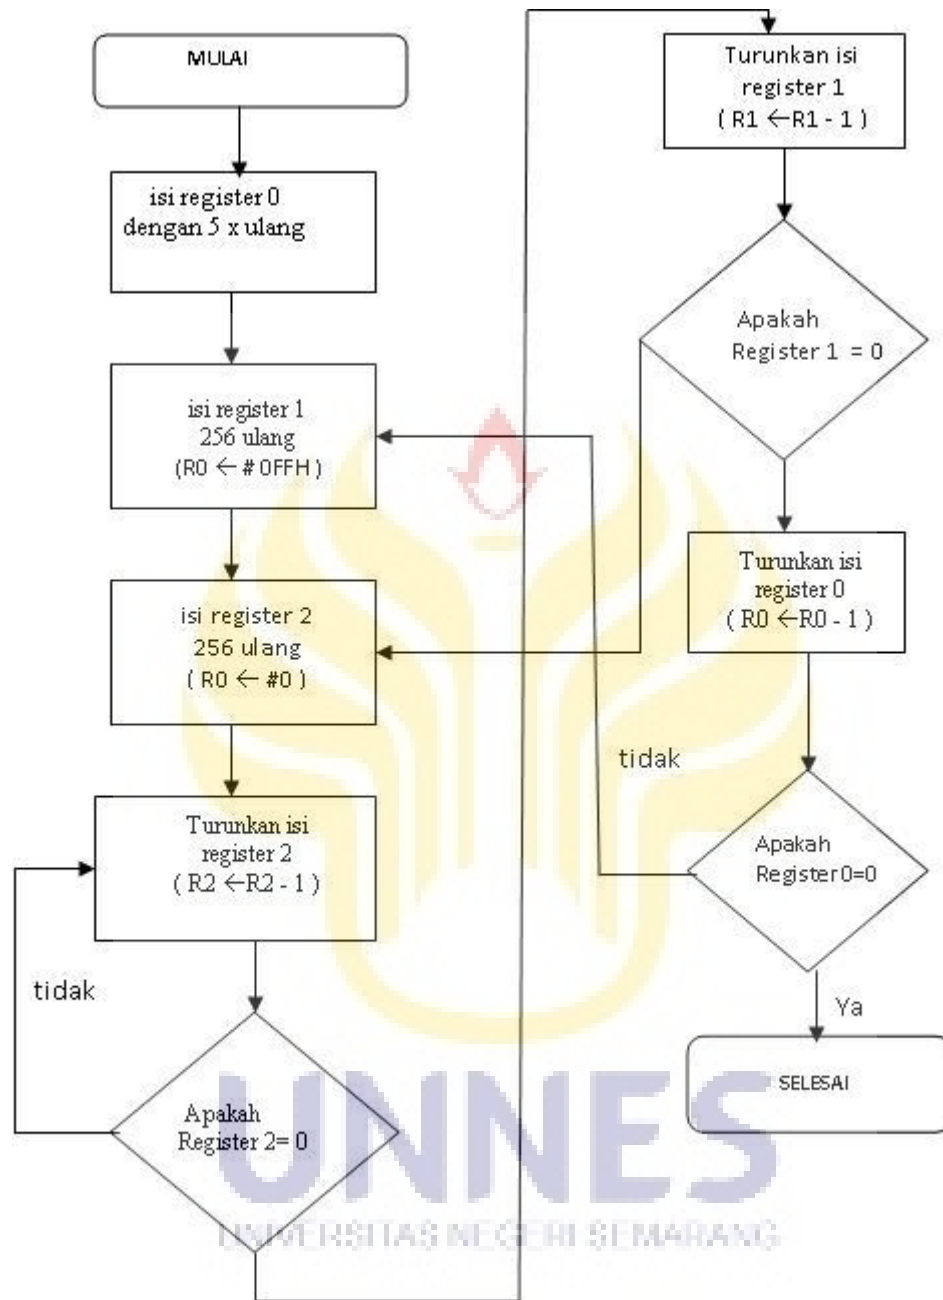 MULAI
isi register 0
dengan 5 x ulang
isi register 1
256 ulang
(R0 ← # 0FFH )
isi register 2
256 ulang
( R0 ← #0 )
Turunkan isi
register 2
( R2 ←R2 - 1 )
tidak
Apakah
Register 2= 0
Turunkan isi
register 1
( R1 ←R1 - 1 )
Apakah
Register 1 = 0
Turunkan isi
register 0
( R0 ←R0 - 1 )
tidak
Apakah
Register0=0
Ya
SELESAI
UNNES
UNIVERSITAS NEGERI SEMARANG